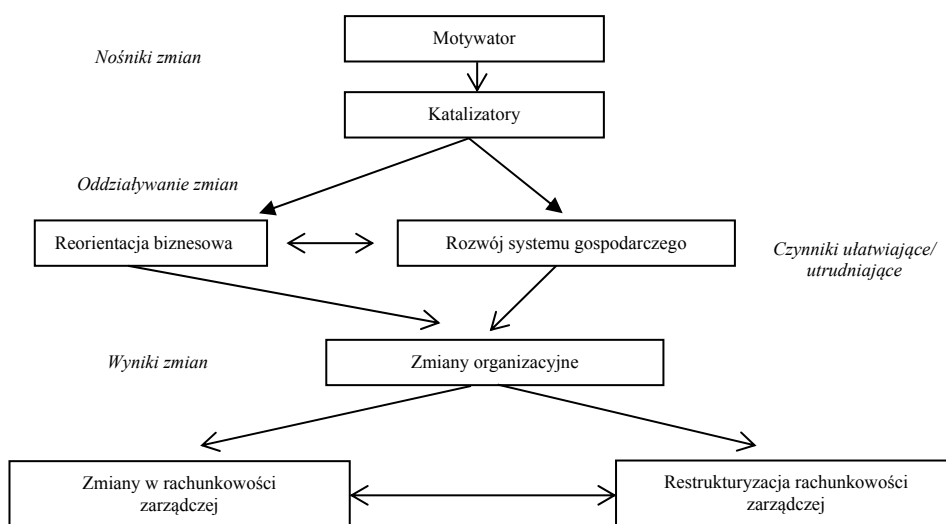 Motywator
Nośniki zmian
Katalizatory
Oddziaływanie zmian
Reorientacja biznesowa
Rozwój systemu gospodarczego
Czynniki ułatwiające/
utrudniające
Wyniki zmian
Zmiany organizacyjne
Zmiany w rachunkowości
zarządczej
Restrukturyzacja rachunkowości
zarządczej